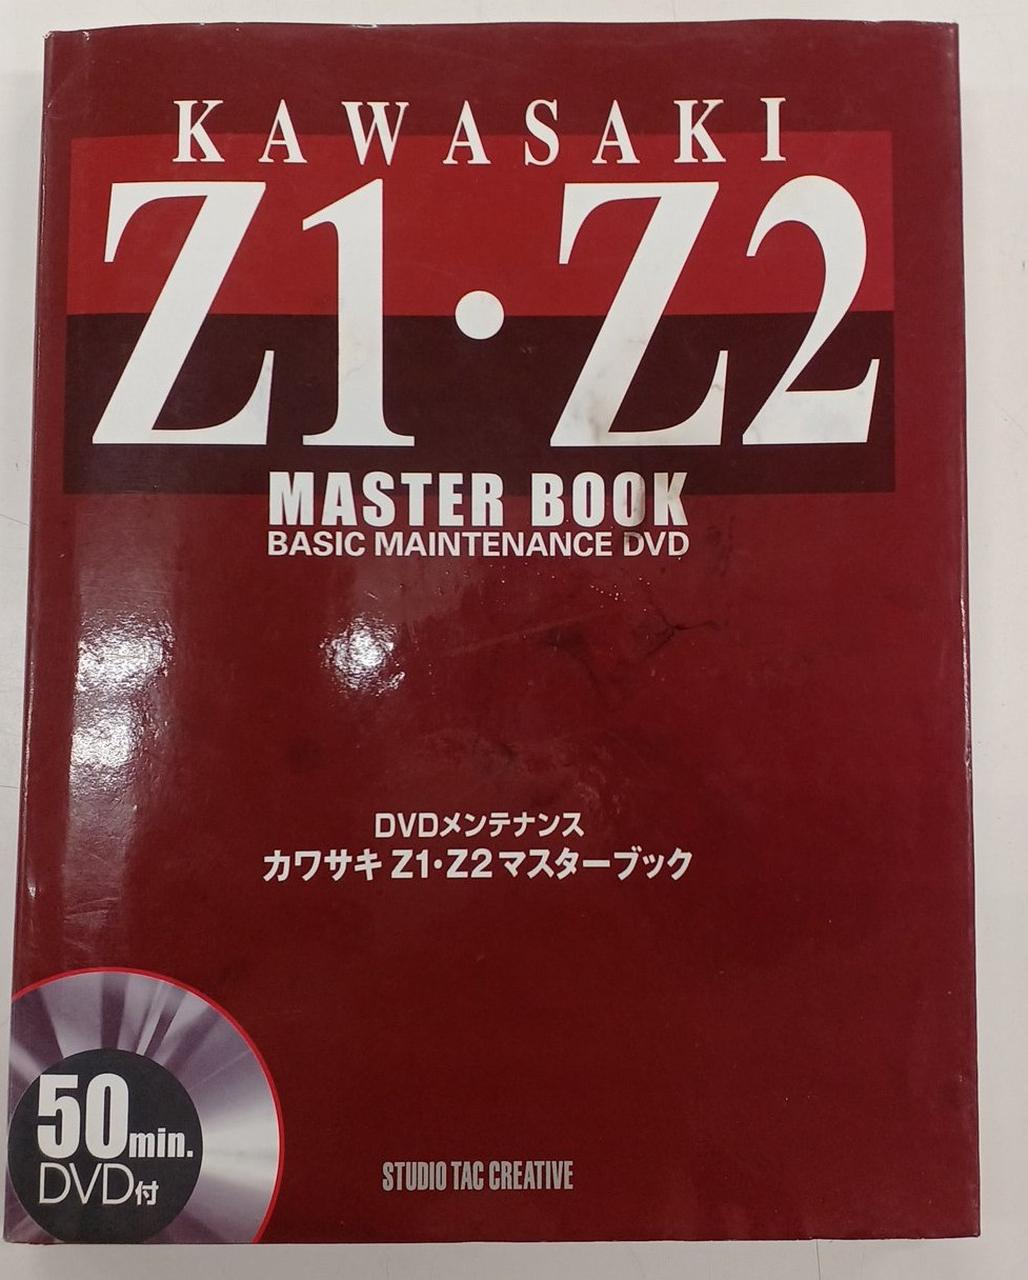 KAWASAKI
Z1・Z2
MASTER BOOK
BASIC MAINTENANCE DVD
DVDメンテナンス
カワサキ Z1・Z2マスターブック
50min.
DVD付
STUDIO TAC CREATIVE